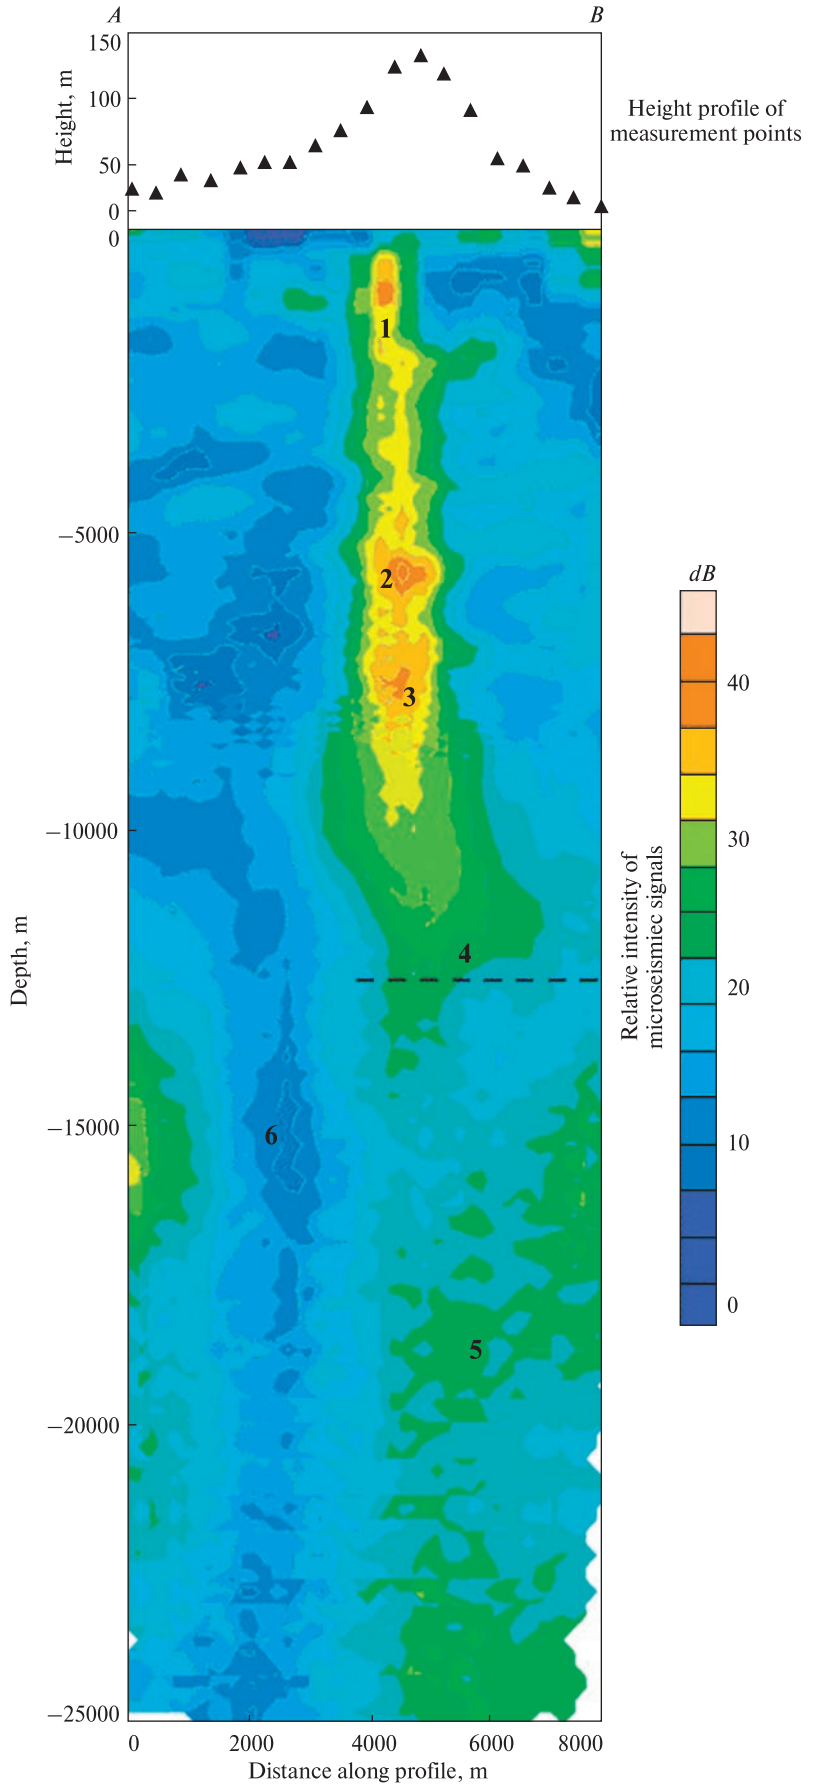 A
B
150
100
50
0
Height, m
Height profile of
measurement points
0
1
−5000
2
dB
3
40
−10000
30
Depth, m
Relative intensity of
microseismiec signals
4
20
−15000
6
10
0
5
−20000
−25000
0
2000
4000
6000
8000
Distance along profile, m